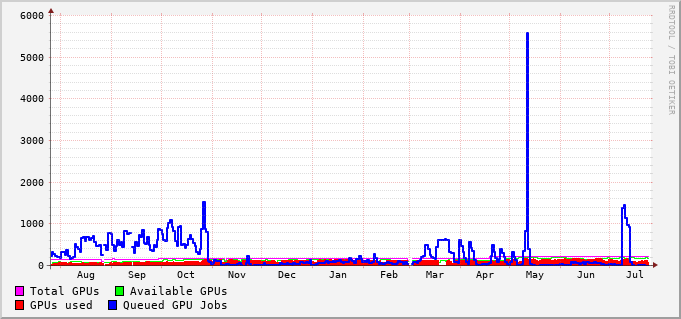 6000
5000
4000
3000
2000
1000
0
Aug Sep Oct Nov Dec Jan Feb Mar Apr May Jun Jul
Total GPUs Available GPUs
GPUs used Queued GPU Jobs
RRDTOOL / TOBI OETIKER